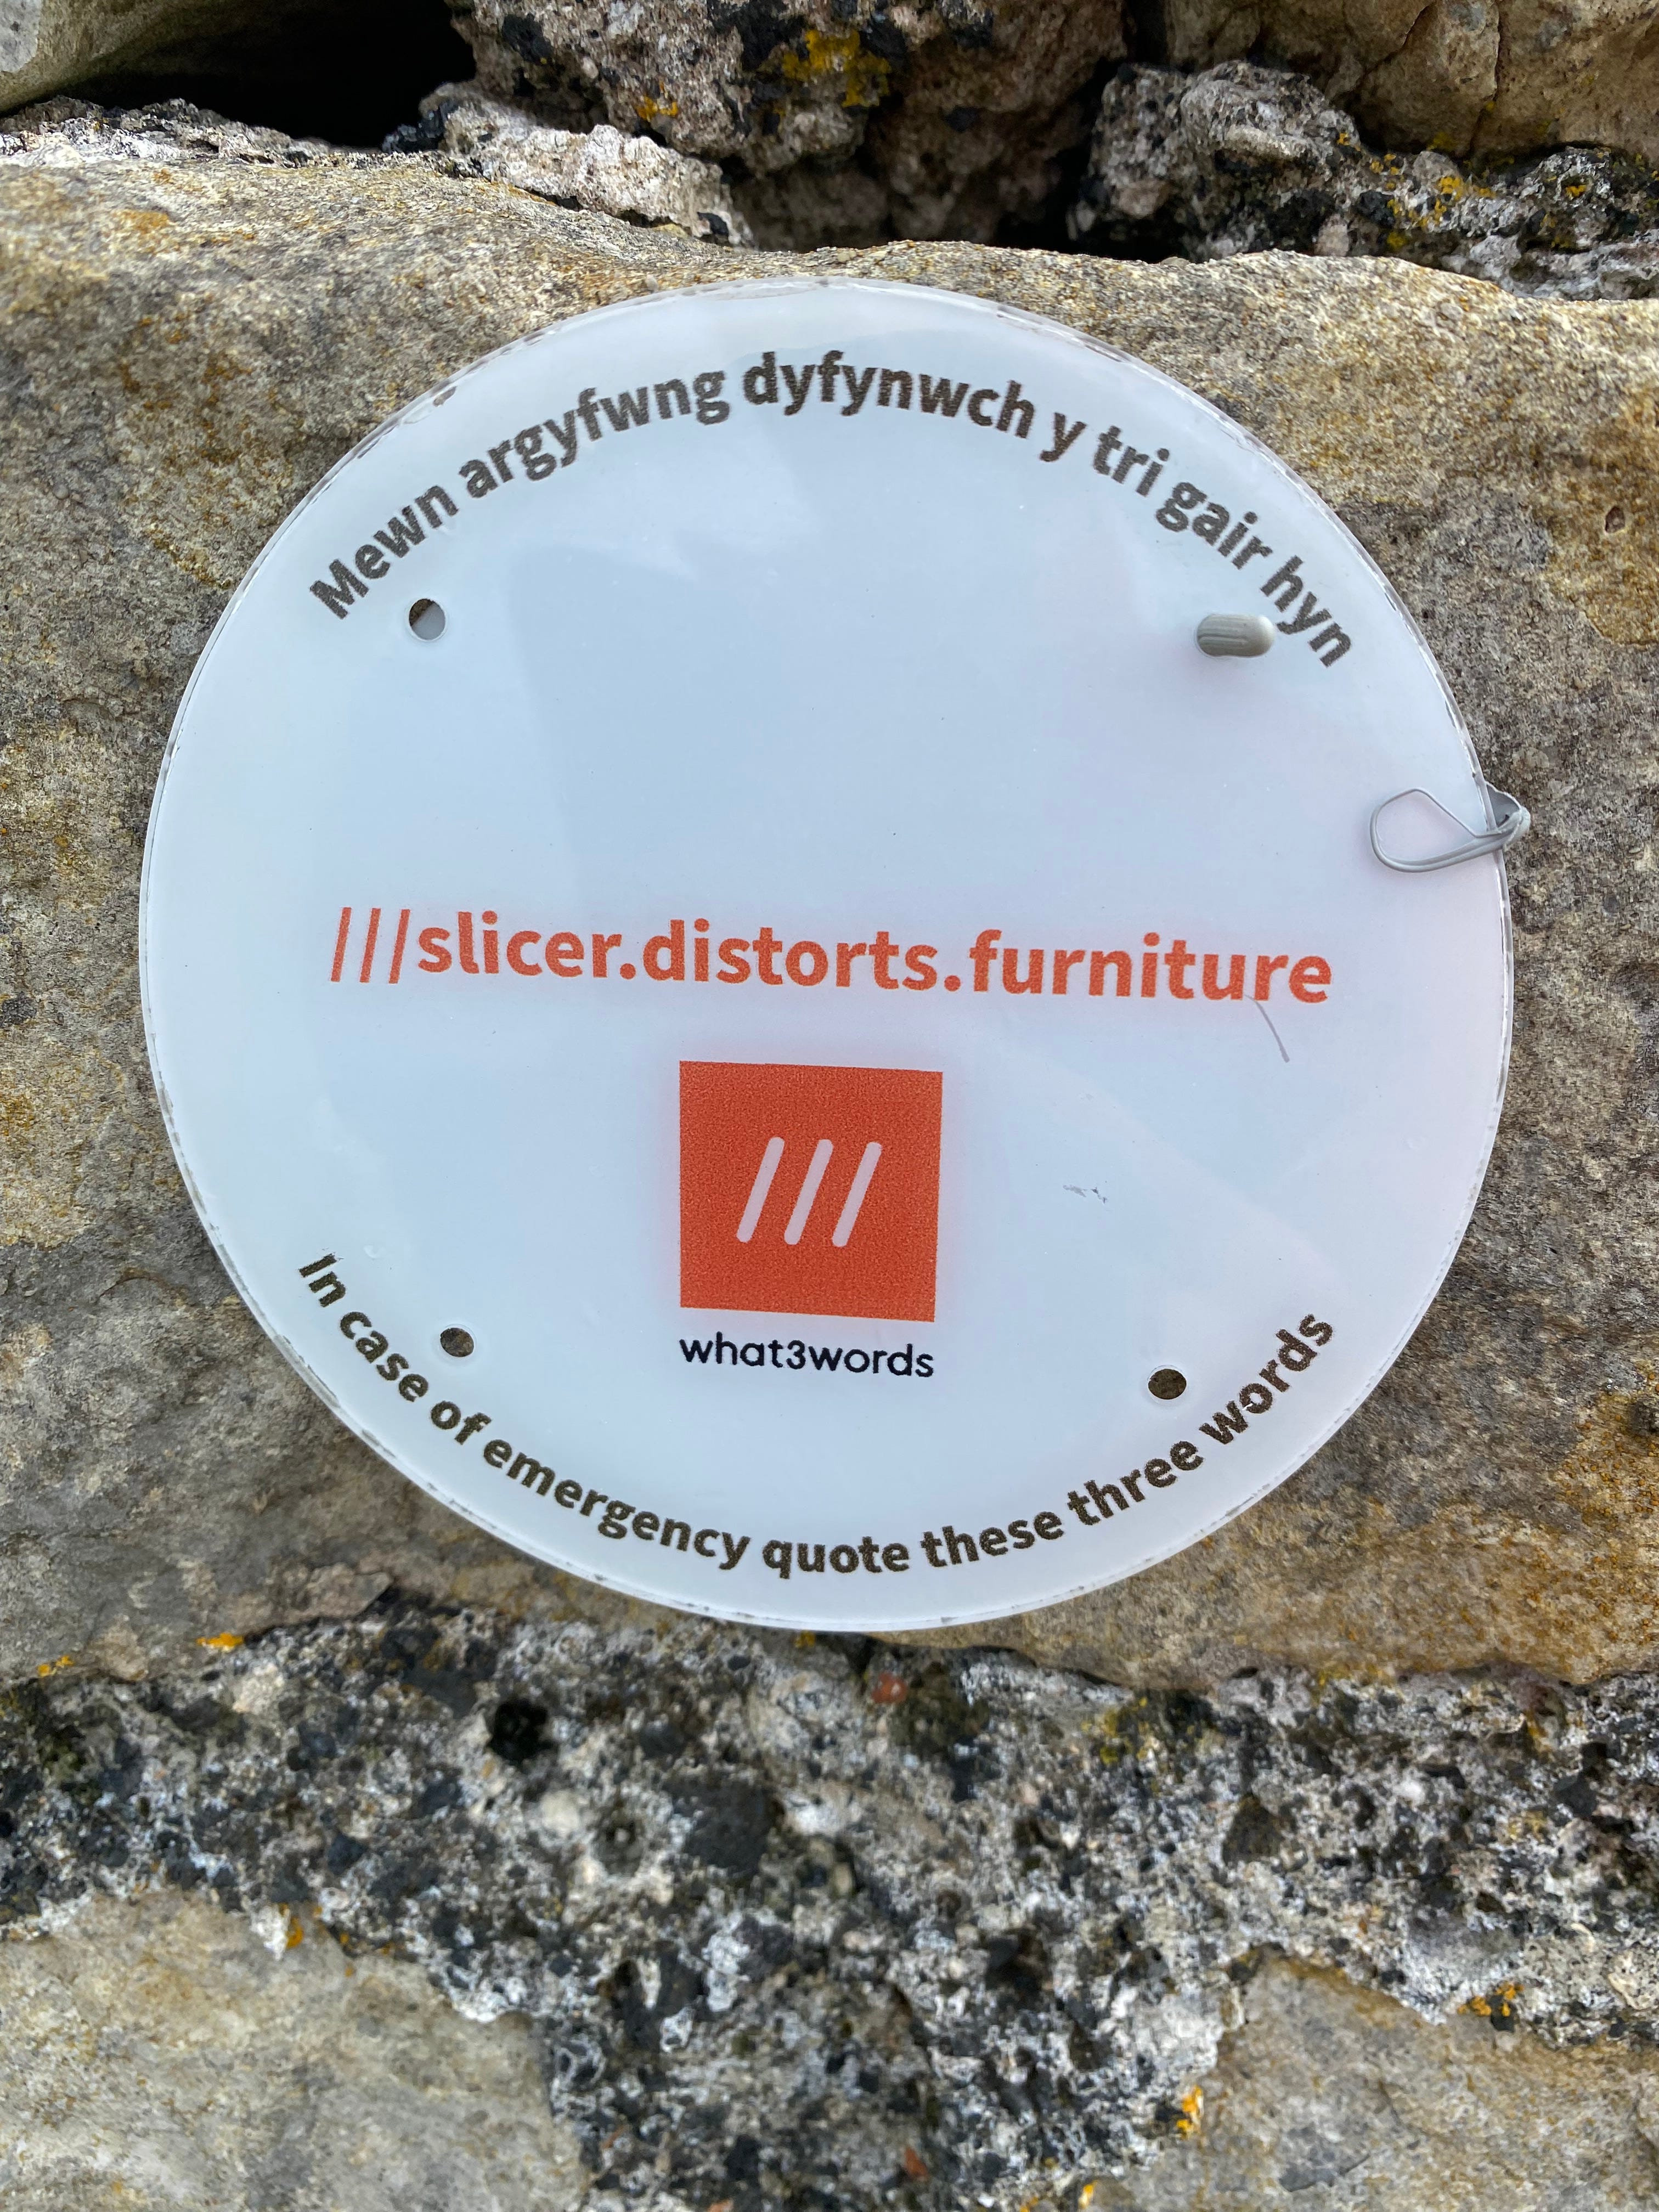 Mewn argyfwng dyfynwch y tri gair hyn
///slicer.distorts.furniture
///
what3words
In case of emergency quote these three words